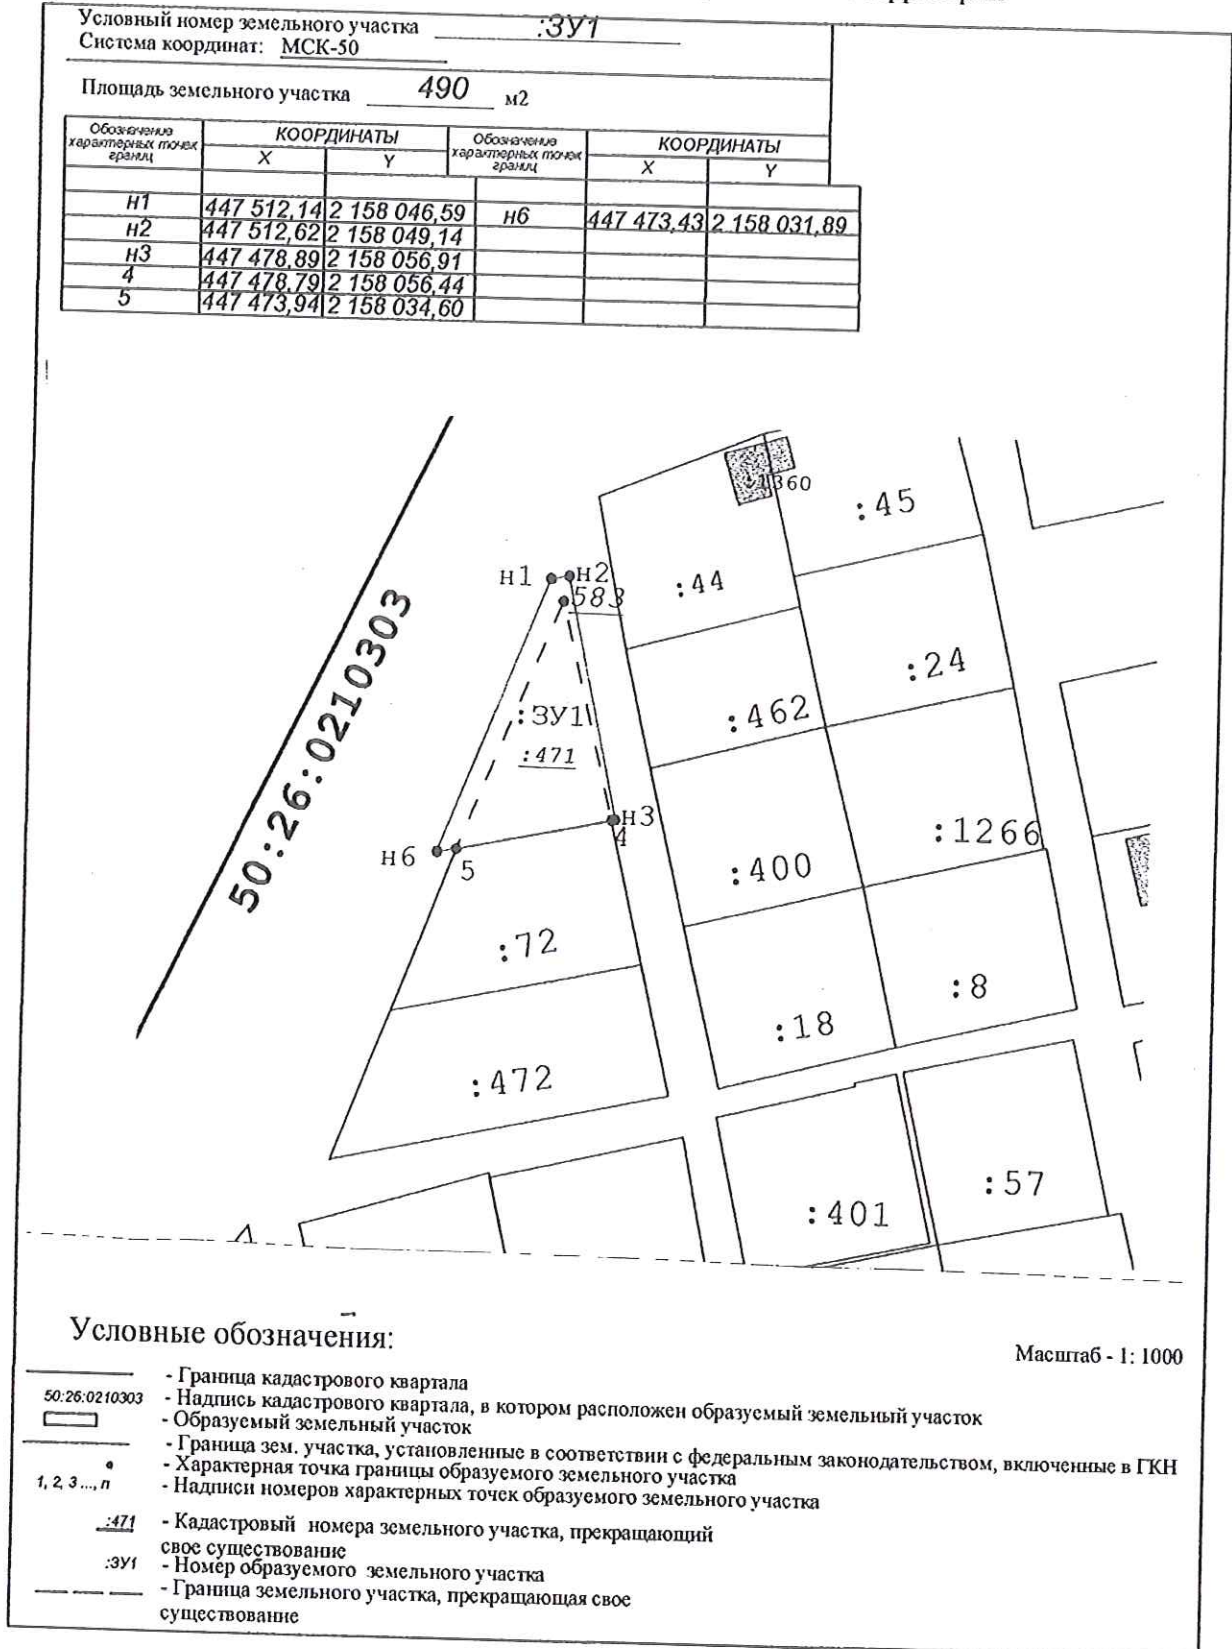 Условный номер земельного участка :ЗУ1
Система координат: МСК-50
Площадь земельного участка 490 м2
Обозначение характерных точек границ КООРДИНАТЫ Обозначение характерных точек границ КООРДИНАТЫ
X Y X Y
н1 447 512,14 2 158 046,59 н6 447 473,43 2 158 031,89
н2 447 512,62 2 158 049,14
н3 447 478,89 2 158 056,91
4 447 478,79 2 158 056,44
5 447 473,94 2 158 034,60
50:26:0210303
:1360
:45
н1 н2
583
:44
:24
:ЗУ1
:462
:471
н3
4
:1266
н6
5
:400
:72
:8
:18
:472
:57
:401
Условные обозначения:
Масштаб - 1: 1000
- Граница кадастрового квартала
50:26:0210303 - Надпись кадастрового квартала, в котором расположен образуемый земельный участок
- Образуемый земельный участок
- Граница зем. участка, установленные в соответствии с федеральным законодательством, включенные в ГКН
- Характерная точка границы образуемого земельного участка
1, 2, 3 ..., n - Надписи номеров характерных точек образуемого земельного участка
:471 - Кадастровый номера земельного участка, прекращающий
свое существование
:ЗУ1 - Номер образуемого земельного участка
- Граница земельного участка, прекращающая свое
существование